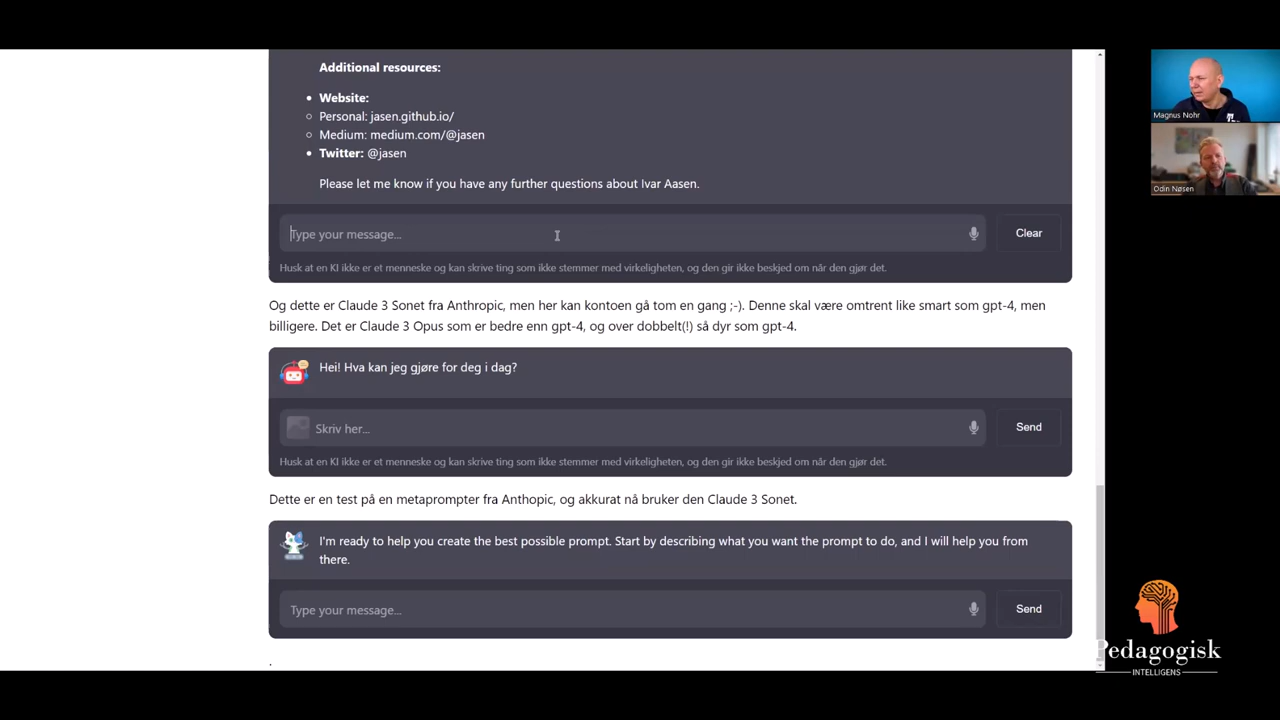 Additional resources:
Website:
Personal: jasen.github.io/
Medium: medium.com/@jasen
Twitter: @jasen
Please let me know if you have any further questions about Ivar Aasen.
Type your message...
Clear
Husk at en KI ikke er et menneske og kan skrive ting som ikke stemmer med virkeligheten, og den gir ikke beskjed om når den gjør det.
Og dette er Claude 3 Sonet fra Anthropic, men her kan kontoen gå tom en gang ;-). Denne skal være omtrent like smart som gpt-4, men
billigere. Det er Claude 3 Opus som er bedre enn gpt-4, og over dobbelt(!) så dyr som gpt-4.
Hei! Hva kan jeg gjøre for deg i dag?
Skriv her...
Send
Husk at en KI ikke er et menneske og kan skrive ting som ikke stemmer med virkeligheten, og den gir ikke beskjed om når den gjør det.
Dette er en test på en metaprompter fra Anthopic, og akkurat nå bruker den Claude 3 Sonet.
I'm ready to help you create the best possible prompt. Start by describing what you want the prompt to do, and I will help you from
there.
Type your message...
Send
.
Magnus Nohr
Odin Nøsen
Pedagogisk
INTELLIGENS